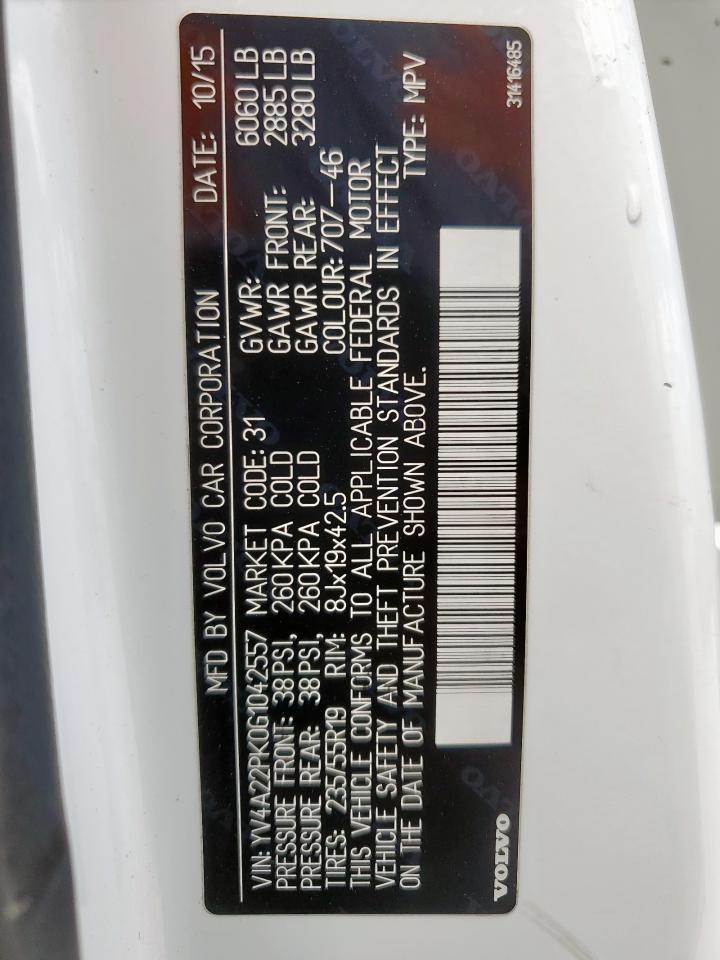 MFD BY VOLVO CAR CORPORATION DATE: 10/15
VIN: YV4A22PK0G1042557 MARKET CODE: 31 GVWR: 6060 LB
PRESSURE FRONT: 38PSI, 260KPA COLD GAWR FRONT: 2885 LB
PRESSURE REAR: 38PSI, 260KPA COLD GAWR REAR: 3280 LB
TIRES: 235/55R19 RIM: 8Jx19x42.5 COLOUR: 707-46
THIS VEHICLE CONFORMS TO ALL APPLICABLE FEDERAL MOTOR
VEHICLE SAFETY AND THEFT PREVENTION STANDARDS IN EFFECT
ON THE DATE OF MANUFACTURE SHOWN ABOVE. TYPE: MPV
VOLVO 31416485